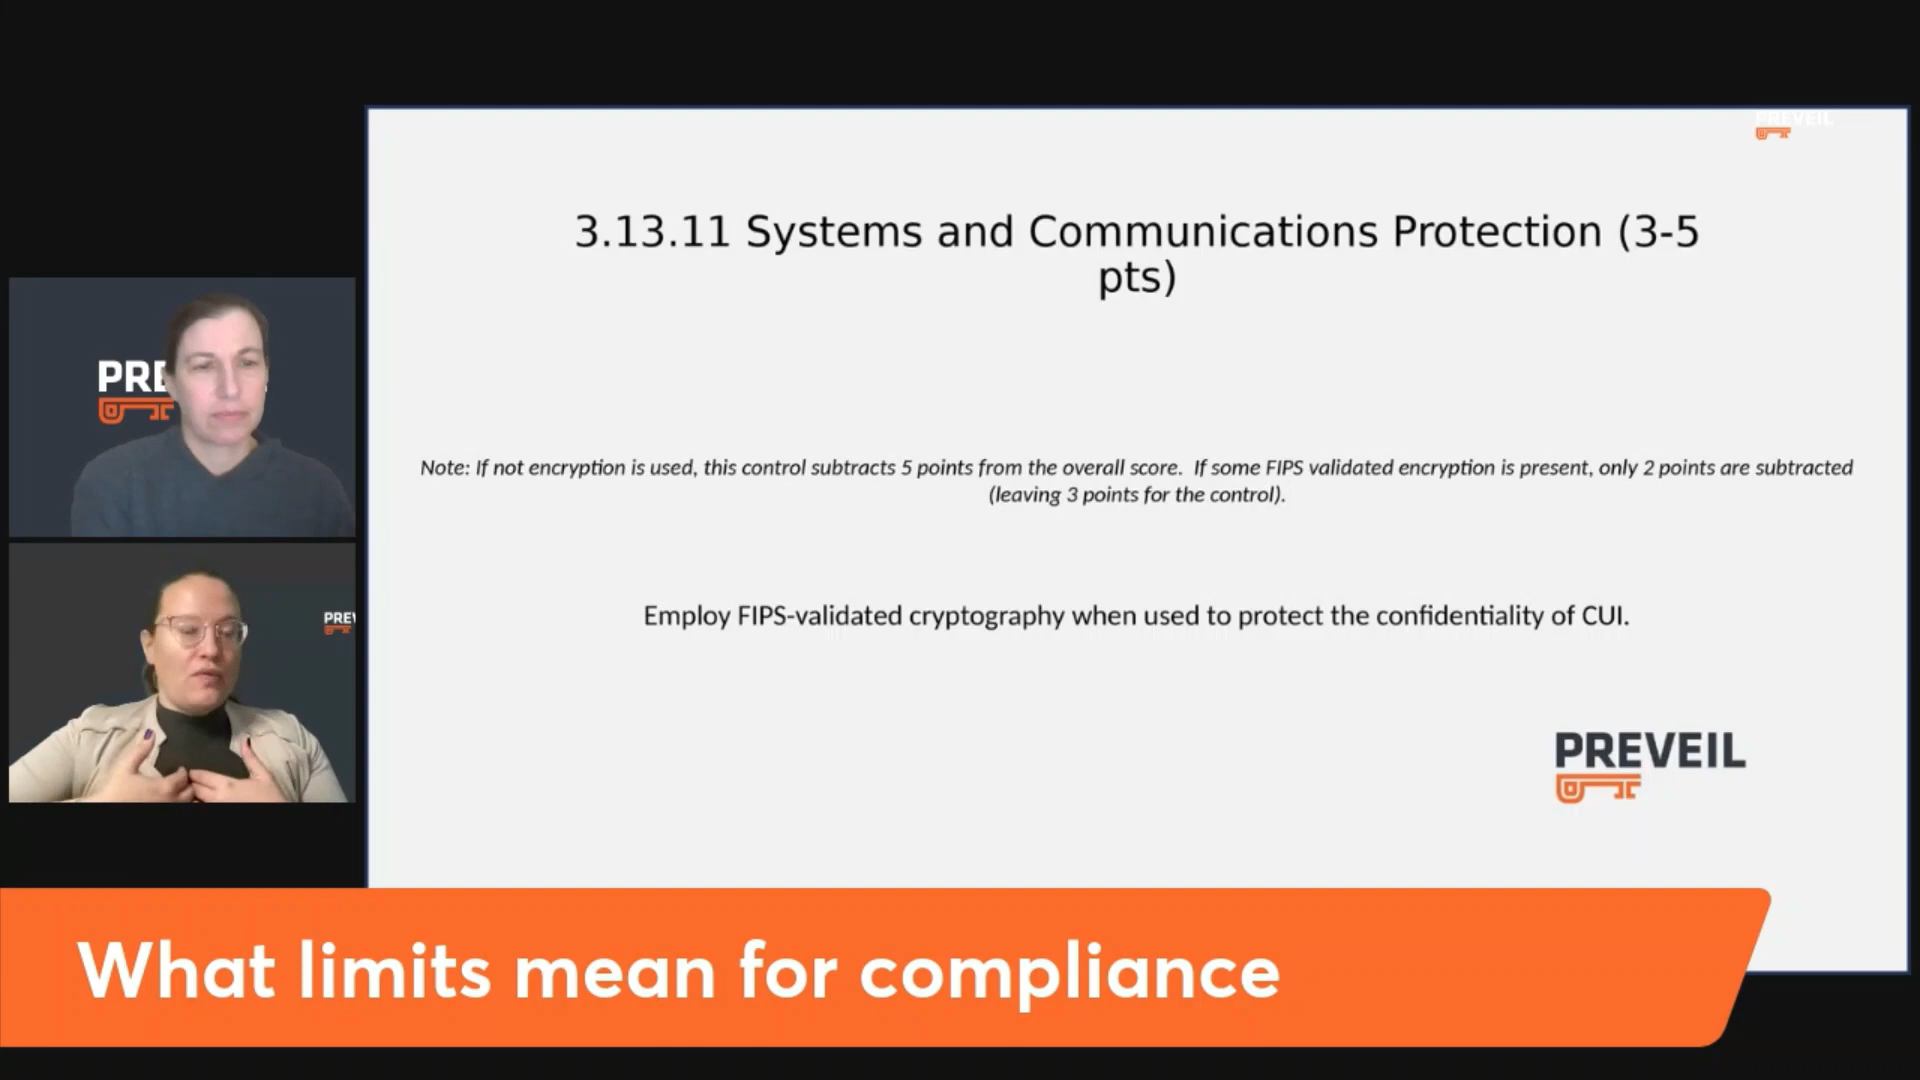 PREVEIL
3.13.11 Systems and Communications Protection (3-5
pts)
PRE
Note: If not encryption is used, this control subtracts 5 points from the overall score. If some FIPS validated encryption is present, only 2 points are subtracted
(leaving 3 points for the control).
PREV
Employ FIPS-validated cryptography when used to protect the confidentiality of CUI.
PREVEIL
What limits mean for compliance